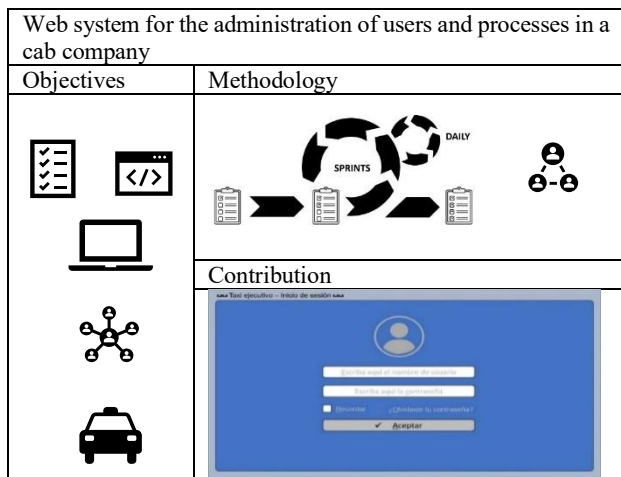 Web system for the administration of users and processes in a
cab company
Objectives
Methodology
DAILY
SPRINTS
Contribution
Taxi ejecutivo – Inicio de sesión
Escriba aquí el nombre de usuario
Escriba aquí la contraseña
Recordar ¿Olvidaste tu contraseña?
✓ Aceptar